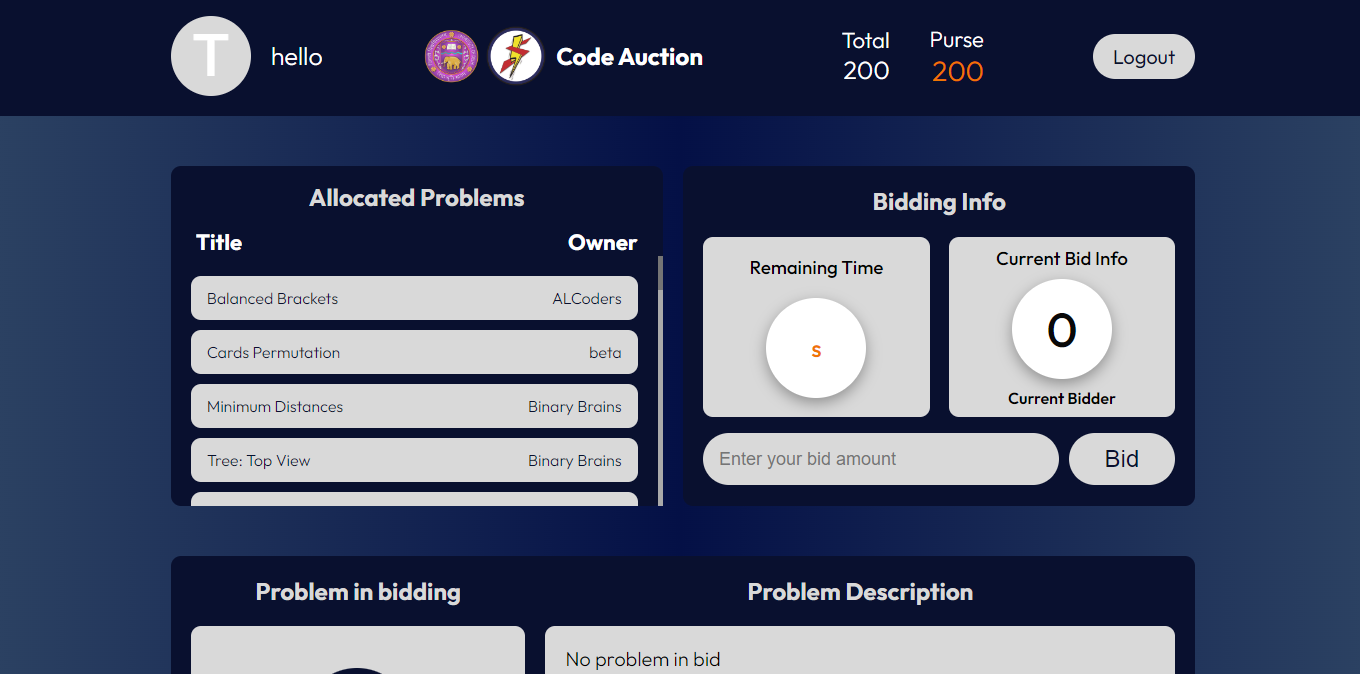 T
hello
Code Auction
Total
200
Purse
200
Logout
Allocated Problems
Title Owner
Balanced Brackets ALCoders
Cards Permutation beta
Minimum Distances Binary Brains
Tree: Top View Binary Brains
Bidding Info
Remaining Time
s
Current Bid Info
0
Current Bidder
Enter your bid amount
Bid
Problem in bidding
Problem Description
No problem in bid